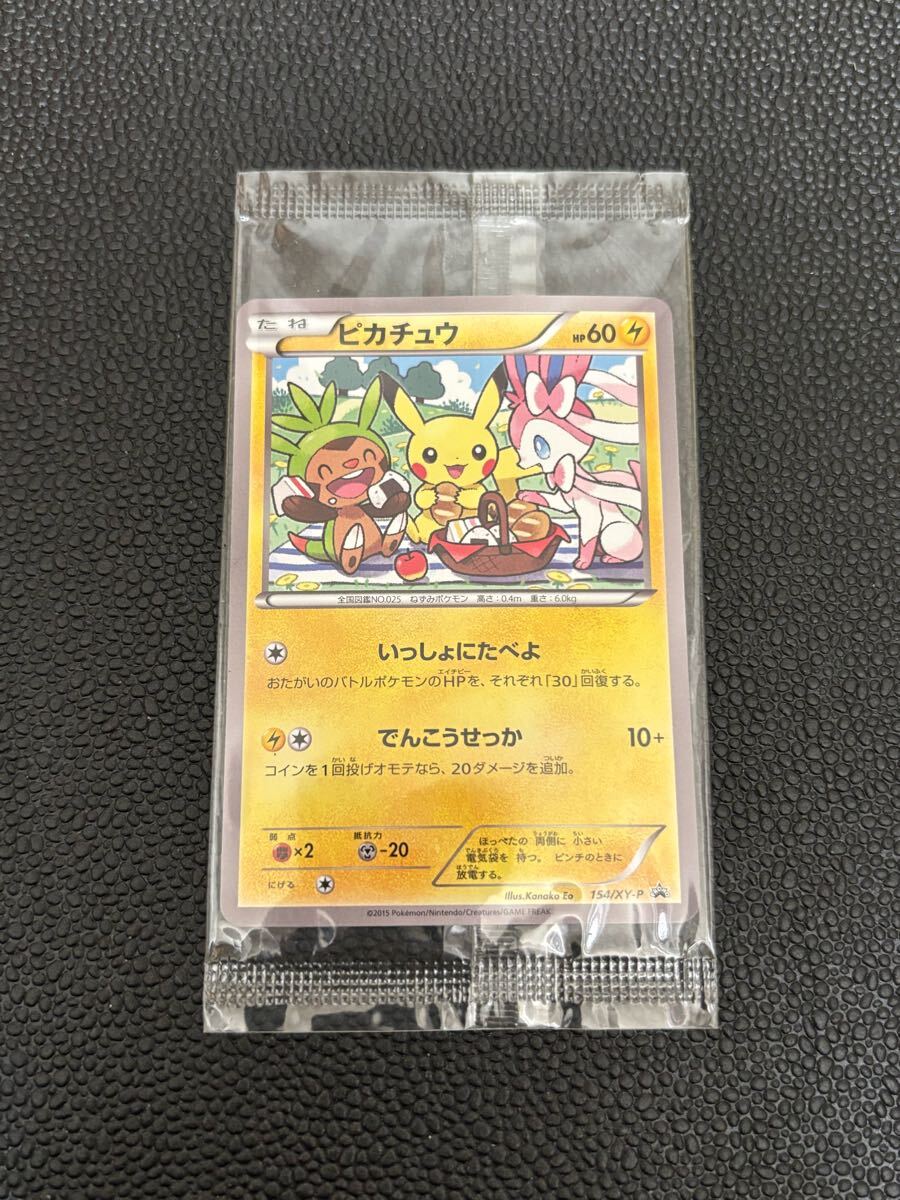 たね ピカチュウ HP60
全国図鑑NO.025 ねずみポケモン 高さ:0.4m 重さ:6.0kg
いっしょにたべよ
おたがいのバトルポケモンのHPを、それぞれ「30」回復する。
でんこうせっか 10+
コインを1回投げオモテなら、20ダメージを追加。
弱点 ×2 抵抗力 -20
にげる
ほっぺたの 両側に 小さい
電気袋を 持つ。 ピンチのときに
放電する。
Illus.Kanako Eo 154/XY-P
©2015 Pokémon/Nintendo/Creatures/GAME FREAK.